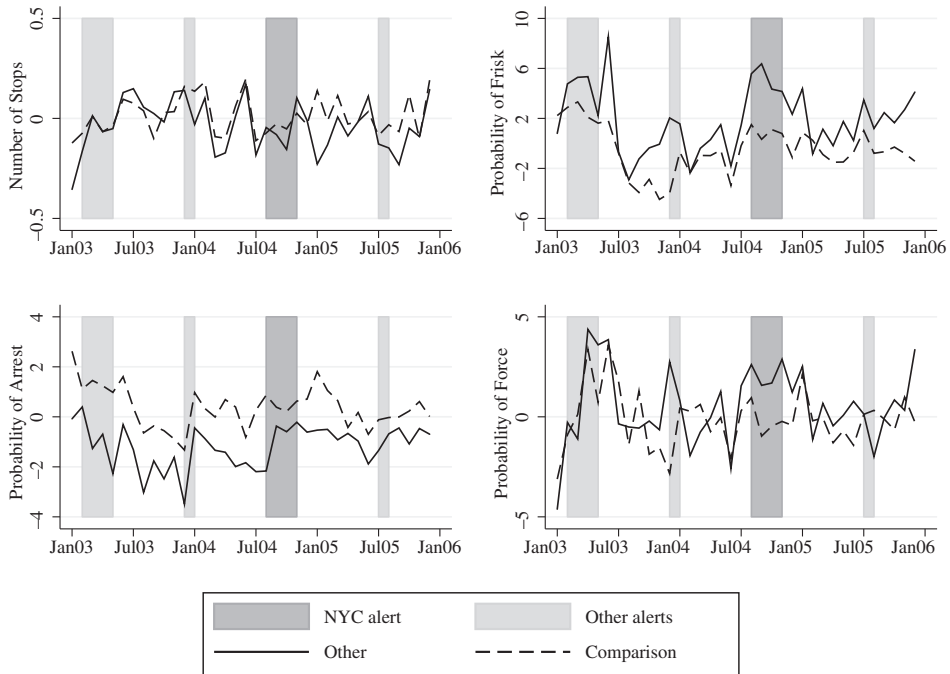 Number of Stops
0.5
0
−0.5
Jan03 Jul03 Jan04 Jul04 Jan05 Jul05 Jan06
Probability of Frisk
10
6
2
−2
−6
Jan03 Jul03 Jan04 Jul04 Jan05 Jul05 Jan06
Probability of Arrest
4
2
0
−2
−4
Jan03 Jul03 Jan04 Jul04 Jan05 Jul05 Jan06
Probability of Force
5
0
−5
Jan03 Jul03 Jan04 Jul04 Jan05 Jul05 Jan06
NYC alert Other alerts
Other Comparison